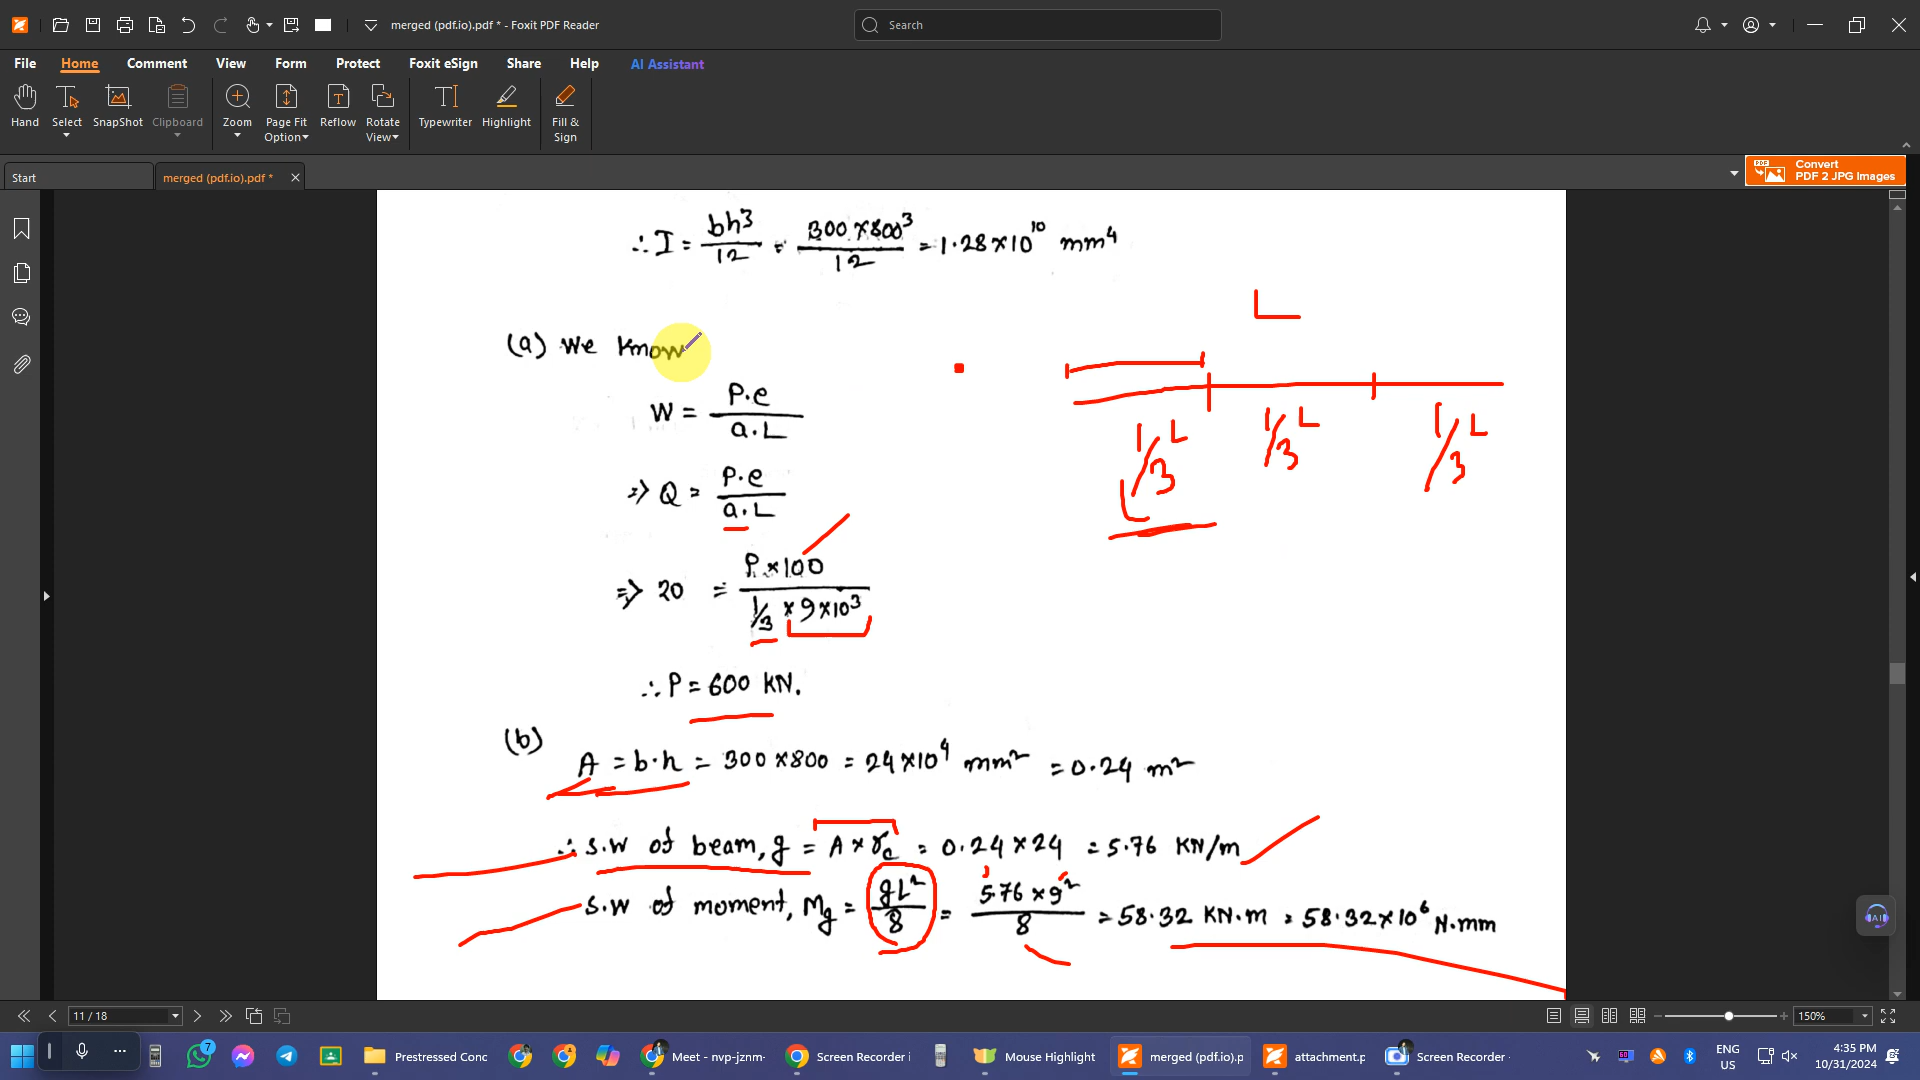 merged (pdf.io).pdf * - Foxit PDF Reader
Search
File Home Comment View Form Protect Foxit eSign Share Help AI Assistant
Hand Select SnapShot Clipboard Zoom Page Fit Option Reflow Rotate View Typewriter Highlight Fill & Sign
Start merged (pdf.io).pdf *
Convert
PDF 2 JPG Images
∴ I = bh³/12 = 300 × 800³/12 = 1.28×10¹⁰ mm⁴
L
(a) We know
W = P.e/a.L
1/3 L 1/3 L 1/3 L
=> Q = P.e/a.L
=> 20 = P×100/⅓ × 9×10³
∴ P = 600 KN.
(b)
A = b.h = 300 × 800 = 24×10⁴ mm² = 0.24 m²
∴ S.W of beam, g = A × γc = 0.24 × 24 = 5.76 KN/m
S.W of moment, Mg = gL²/8 = 5.76 × 9²/8 = 58.32 KN.m = 58.32×10⁶ N.mm
AI
11 / 18
150%
7
Prestressed Conc
Meet - nvp-jznm-
Screen Recorder i
Mouse Highlight
merged (pdf.io).p
attachment.p
Screen Recorder
60
ENG
US
4:35 PM
10/31/2024